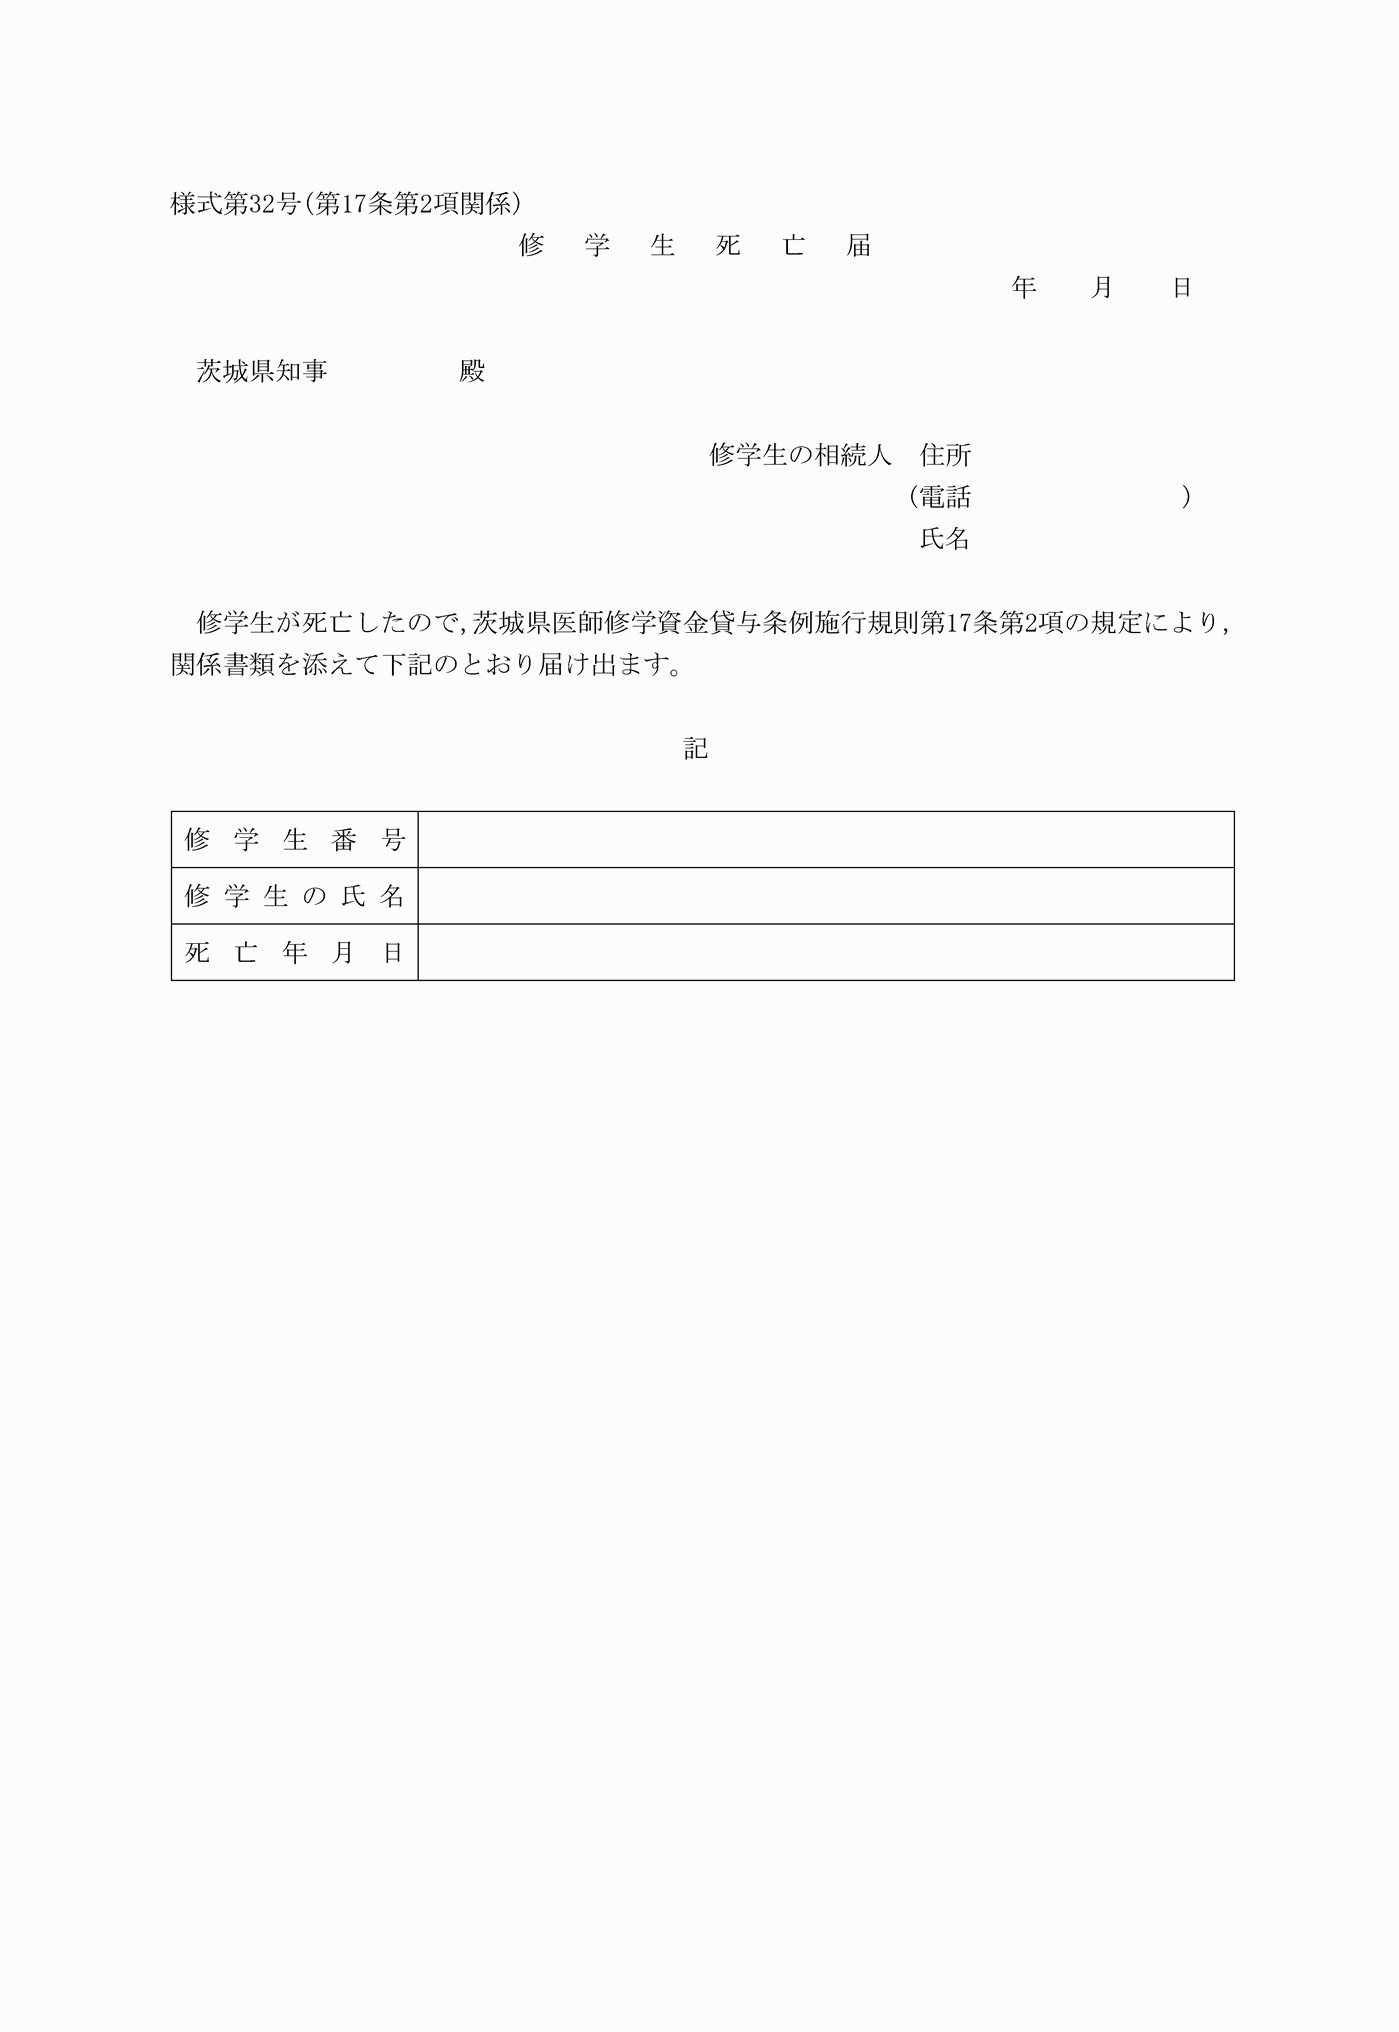 様式第32号(第17条第2項関係)
修　学　生　死　亡　届
年　　月　　日
茨城県知事　　　　　殿
修学生の相続人　住所
(電話　　　　　　　　)
氏名
修学生が死亡したので,茨城県医師修学資金貸与条例施行規則第17条第2項の規定により,
関係書類を添えて下記のとおり届け出ます。
記
修学生番号
修学生の氏名
死亡年月日